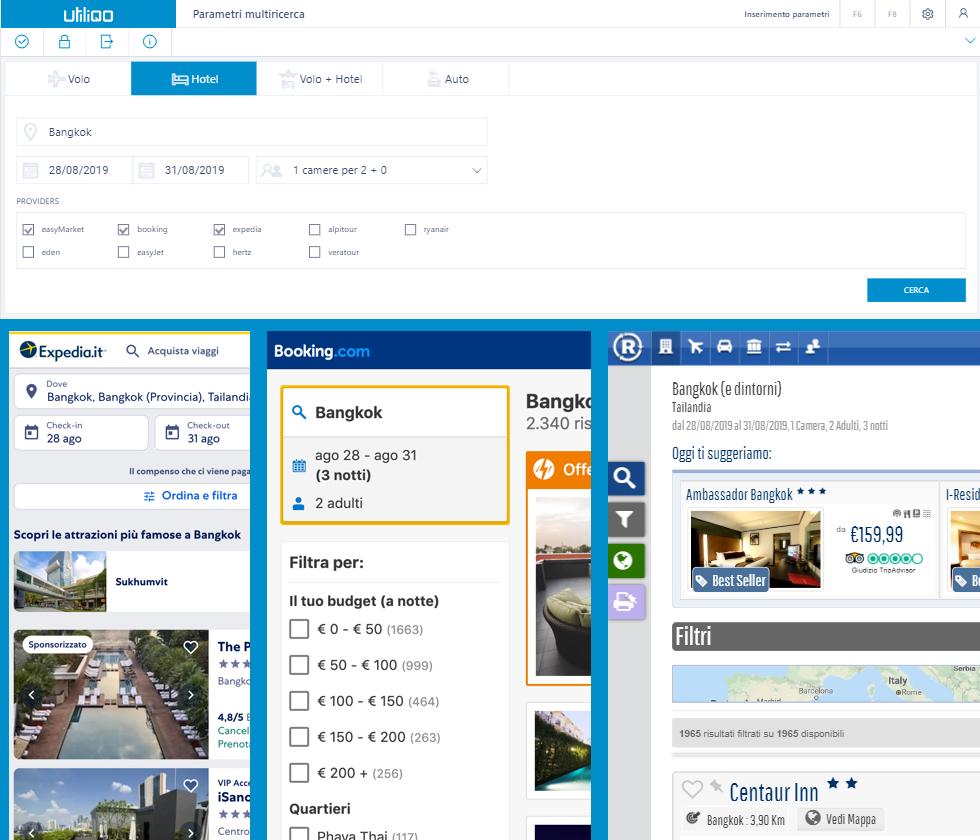 utiliqo
Parametri multiricerca
Inserimento parametri
F6
F8
Volo
Hotel
Volo + Hotel
Auto
Bangkok
28/08/2019
31/08/2019
1 camere per 2 + 0
PROVIDERS
easyMarket
booking
expedia
alpitour
ryanair
eden
easyJet
hertz
veratour
CERCA
Expedia.it
Acquista viaggi
Dove
Bangkok, Bangkok (Provincia), Tailandi
Check-in
28 ago
Check-out
31 ago
Il compenso che ci viene paga
Ordina e filtra
Scopri le attrazioni più famose a Bangkok
Sukhumvit
Sponsorizzato
The P
Bangko
4,8/5
Cancel
Prenota
VIP Acce
iSano
Centro
Booking.com
Bangkok
ago 28 - ago 31
(3 notti)
2 adulti
Filtra per:
Il tuo budget (a notte)
€ 0 - € 50 (1663)
€ 50 - € 100 (999)
€ 100 - € 150 (464)
€ 150 - € 200 (263)
€ 200 + (256)
Quartieri
Phaya Thai (117)
Bangko
2.340 ris
Offe
R
Bangkok (e dintorni)
Tailandia
dal 28/08/2019 al 31/08/2019, 1 Camera, 2 Adulti, 3 notti
Oggi ti suggeriamo:
Ambassador Bangkok
da €159,99
Giudizio TripAdvisor
Best Seller
I-Resid
Be
Filtri
Barcelona
Madrid
Italy
Rome
Serbia
1965 risultati filtrati su 1965 disponibili
Centaur Inn
Bangkok : 3,90 Km
Vedi Mappa